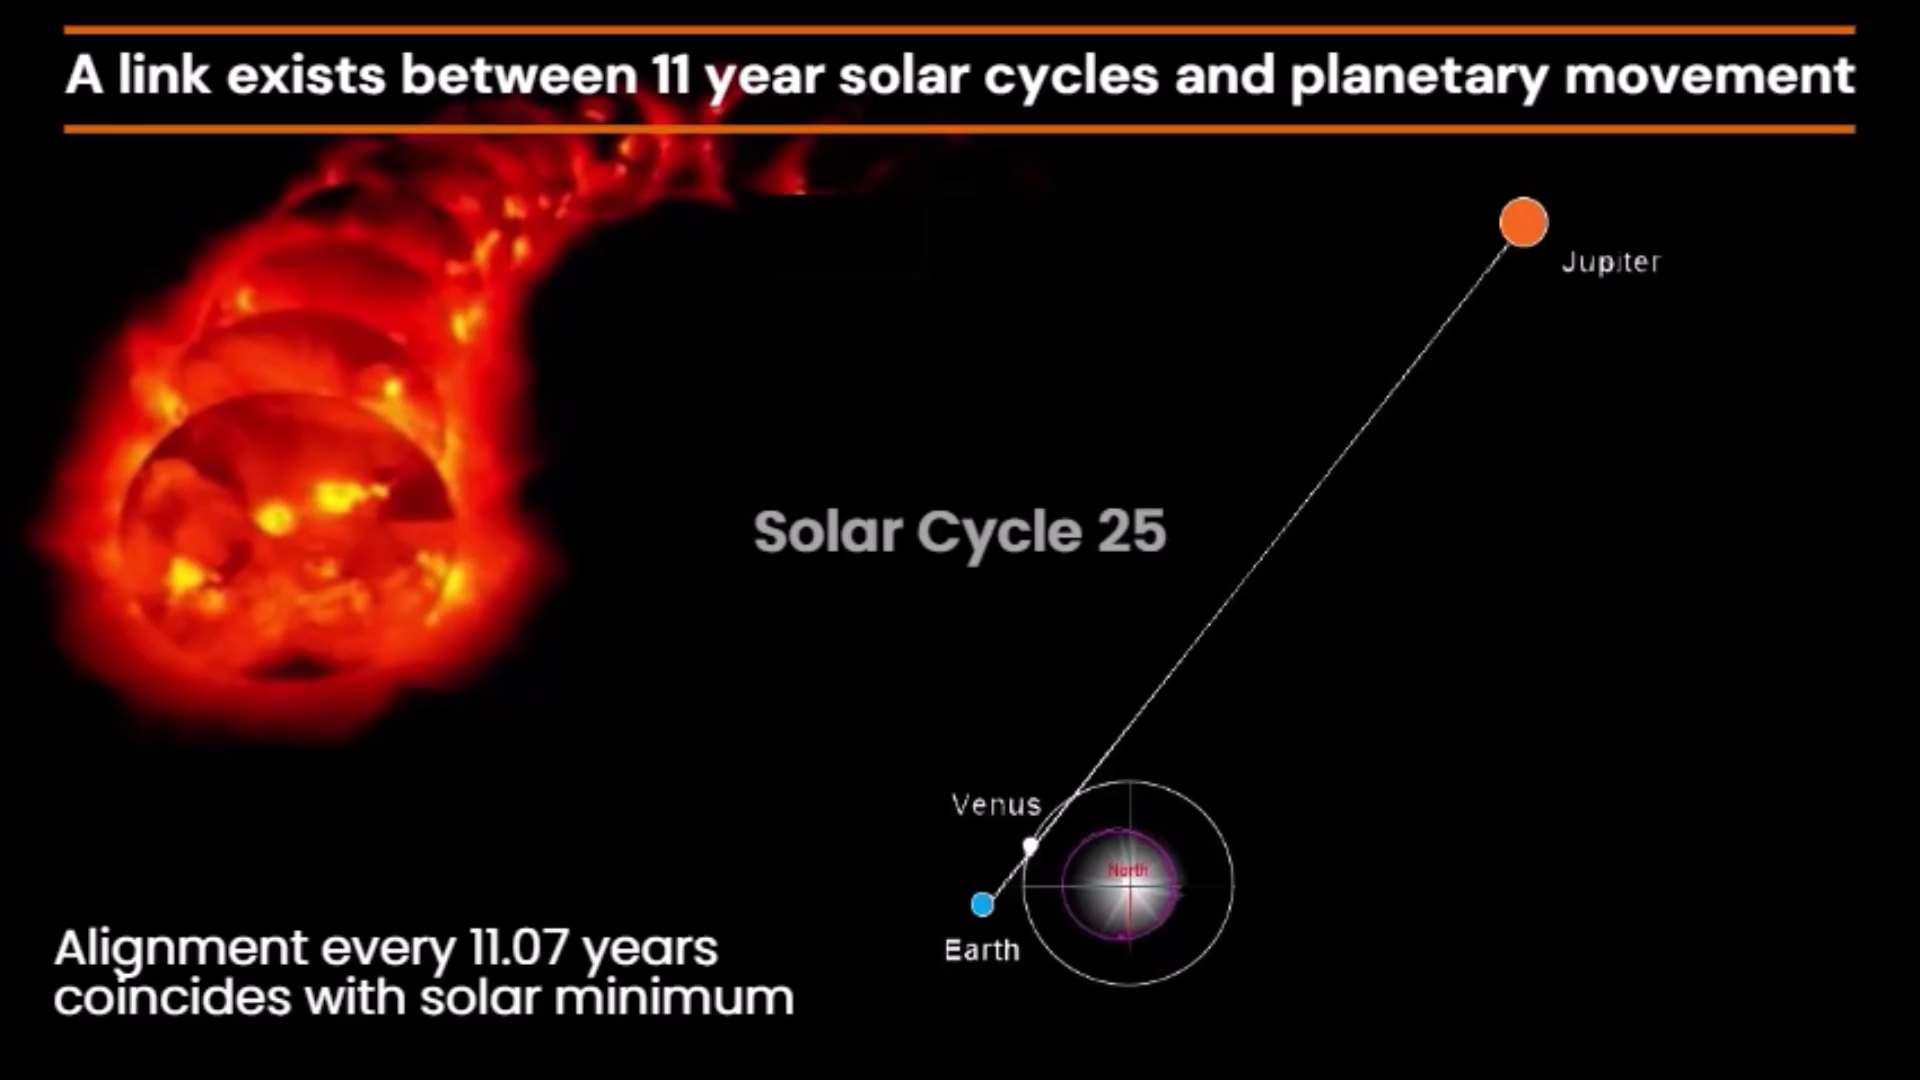 A link exists between 11 year solar cycles and planetary movement
Jupiter
Solar Cycle 25
Venus
North
Earth
Alignment every 11.07 years
coincides with solar minimum